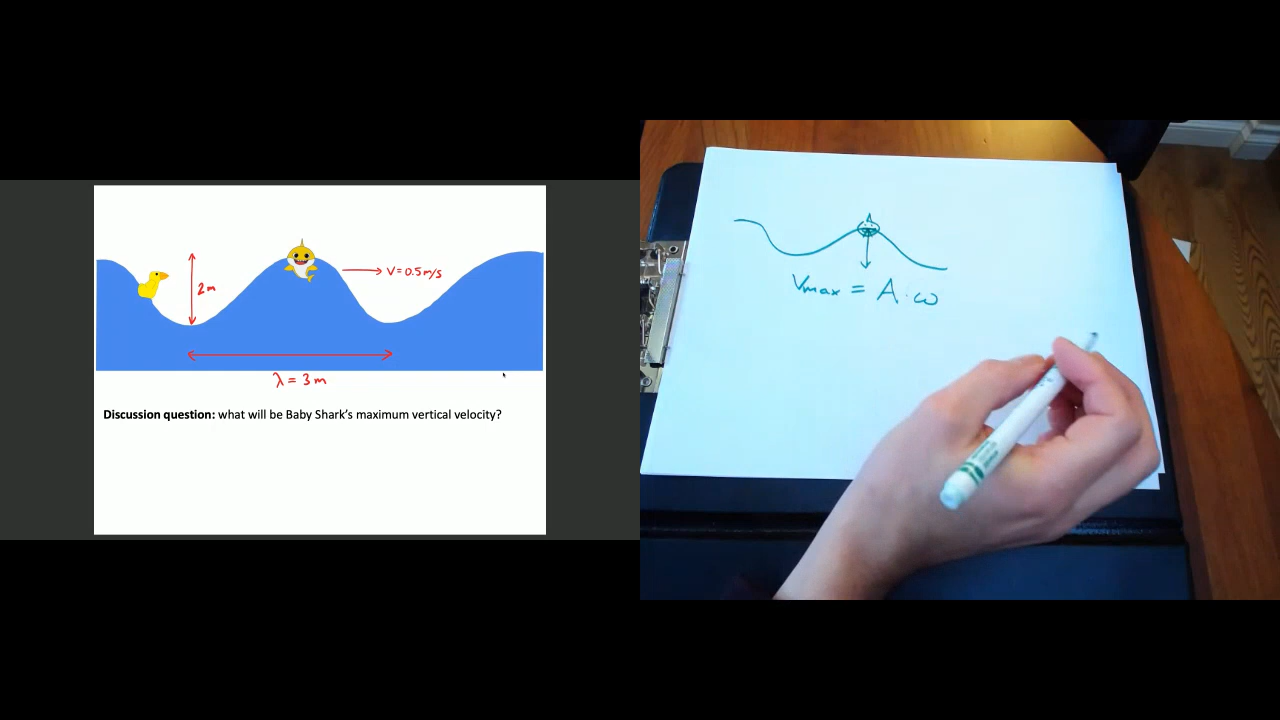 2m
V=0.5m/s
λ = 3m
Discussion question: what will be Baby Shark's maximum vertical velocity?
Vmax = A·ω